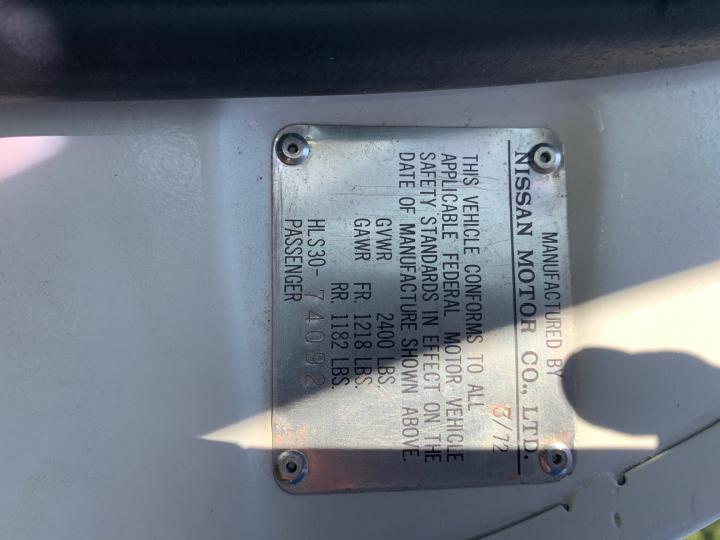 MANUFACTURED BY
NISSAN MOTOR CO., LTD.
3/72
THIS VEHICLE CONFORMS TO ALL
APPLICABLE FEDERAL MOTOR VEHICLE
SAFETY STANDARDS IN EFFECT ON THE
DATE OF MANUFACTURE SHOWN ABOVE.
GVWR 2400 LBS.
GAWR FR. 1218 LBS.
RR. 1182 LBS.
HLS30- 74092
PASSENGER